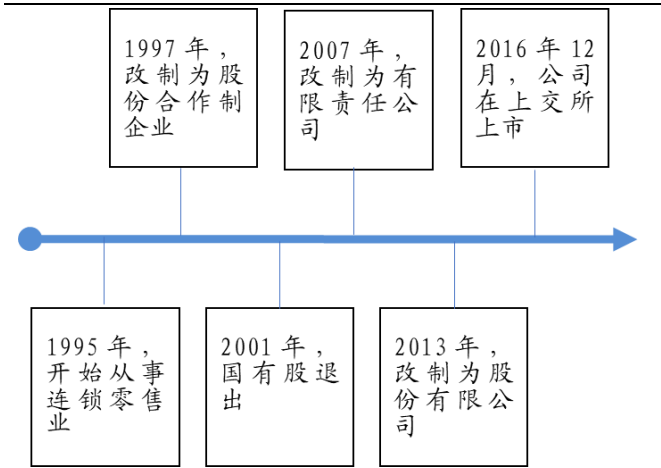 1997 年，
改制为股
份合作制
企业
2007 年，
改制为有
限责任公
司
2016 年 12
月，公司
在上交所
上市
1995 年，
开始从事
连锁零售
业
2001 年，
国有股退
出
2013 年，
改制为股
份有限公
司